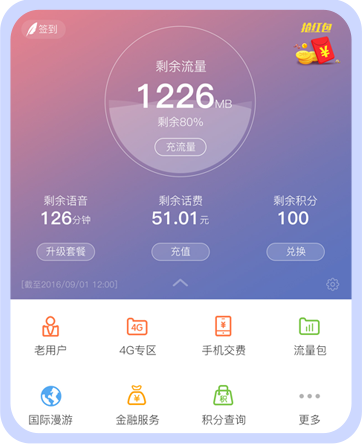 签到
抢红包
剩余流量
1226MB
剩余80%
充流量
剩余语音
剩余话费
剩余积分
126分钟
51.01元
100
升级套餐
充值
兑换
[截至2016/09/01 12:00]
4G
¥
老用户
4G专区
手机交费
流量包
¥
积
国际漫游
金融服务
积分查询
更多